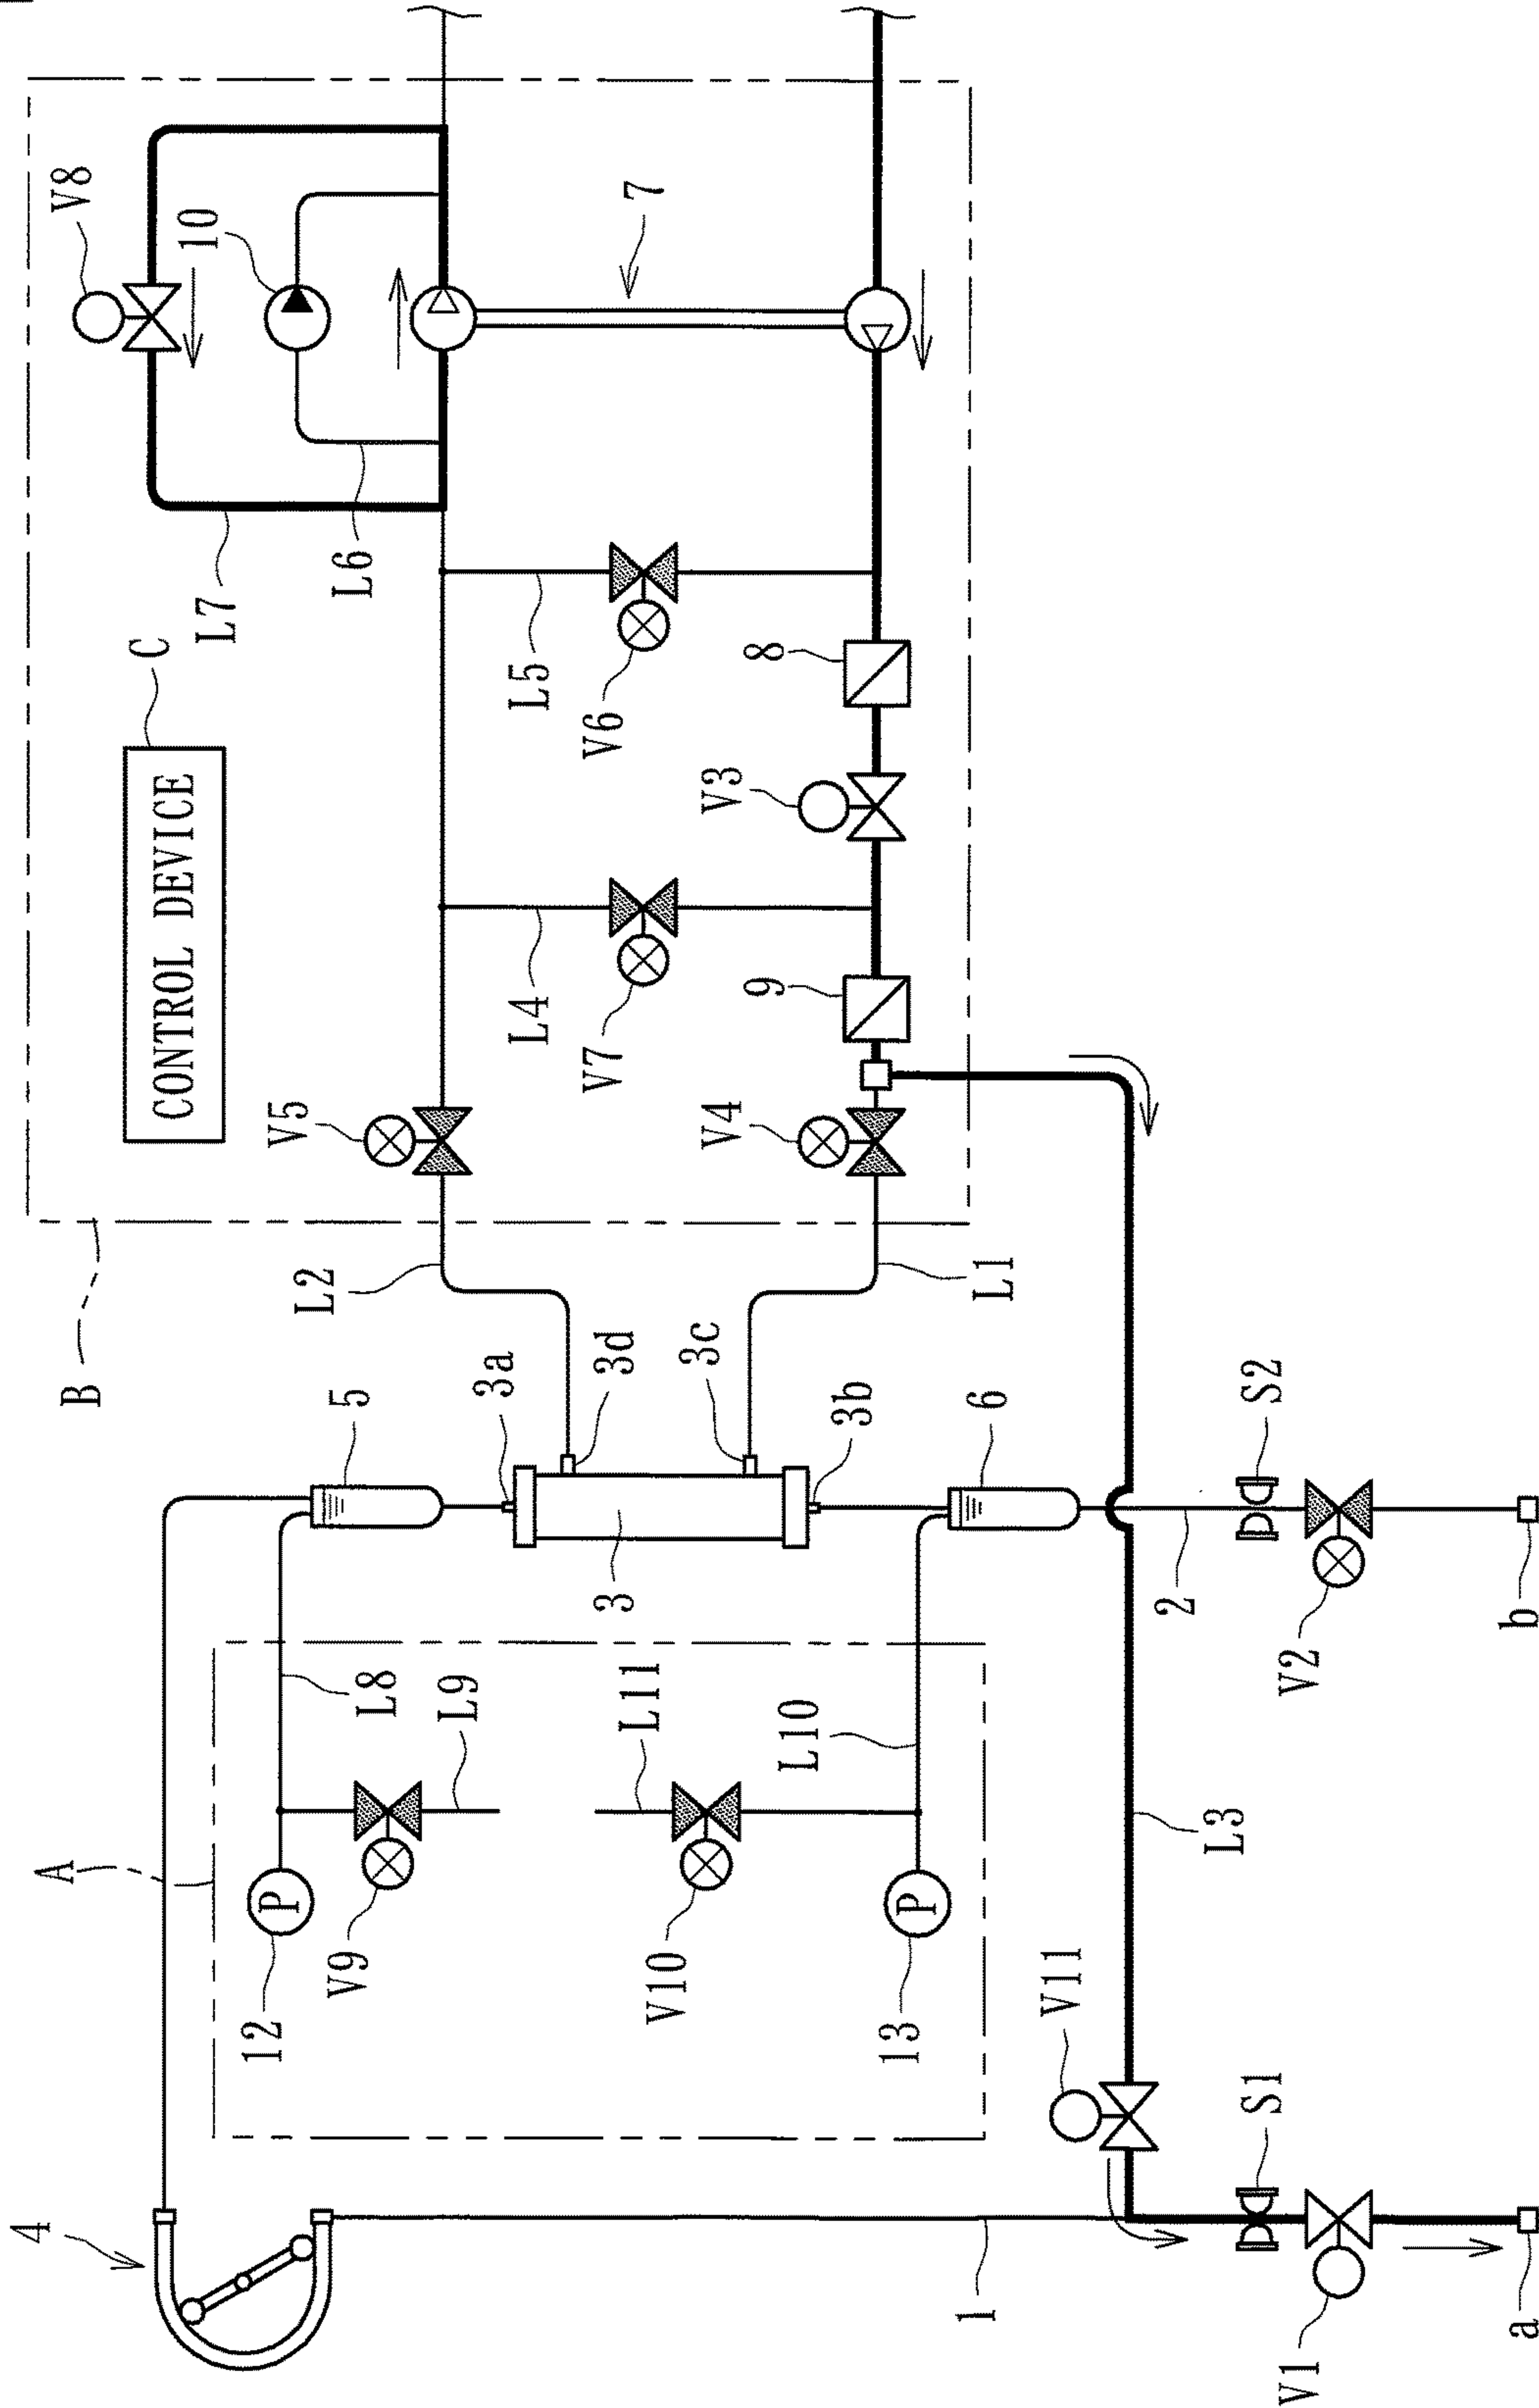 4
A
B
C
CONTROL DEVICE
V8
10
L7
L6
7
12
V9
L8
L9
5
L2
V5
3a
3d
L5
V6
L4
V7
V10
L11
3
3c
V4
9
V3
8
13
L10
3b
6
L1
V11
L3
2
S1
S2
1
V1
V2
a
b
P
P